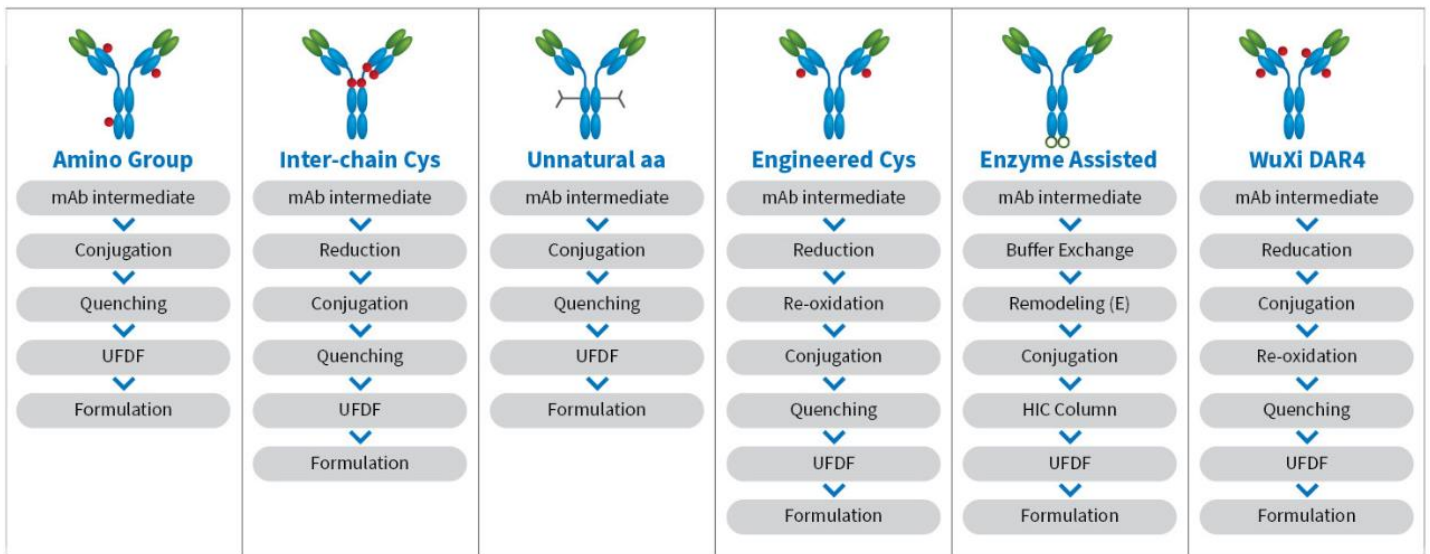 Amino Group
mAb intermediate
Conjugation
Quenching
UFDF
Formulation
Inter-chain Cys
mAb intermediate
Reduction
Conjugation
Quenching
UFDF
Formulation
Unnatural aa
mAb intermediate
Conjugation
Quenching
UFDF
Formulation
Engineered Cys
mAb intermediate
Reduction
Re-oxidation
Conjugation
Quenching
UFDF
Formulation
Enzyme Assisted
mAb intermediate
Buffer Exchange
Remodeling (E)
Conjugation
HIC Column
UFDF
Formulation
WuXi DAR4
mAb intermediate
Reducation
Conjugation
Re-oxidation
Quenching
UFDF
Formulation